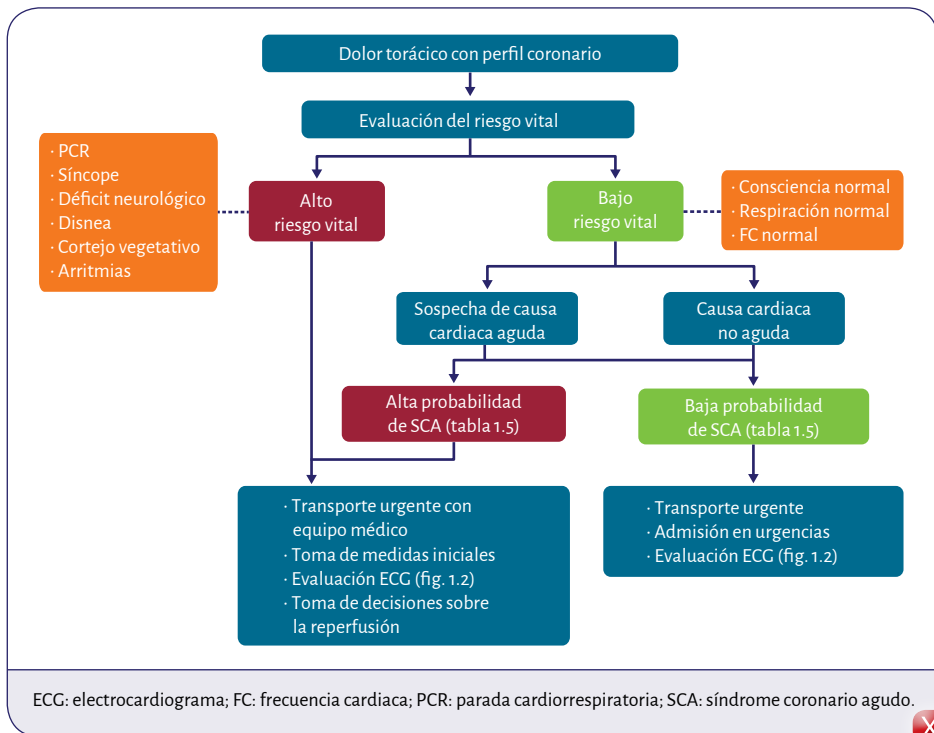 Dolor torácico con perfil coronario
Evaluación del riesgo vital
· PCR
· Síncope
· Déficit neurológico
· Disnea
· Cortejo vegetativo
· Arritmias
Alto
riesgo vital
Bajo
riesgo vital
· Consciencia normal
· Respiración normal
· FC normal
Sospecha de causa
cardiaca aguda
Causa cardiaca
no aguda
Alta probabilidad
de SCA (tabla 1.5)
Baja probabilidad
de SCA (tabla 1.5)
· Transporte urgente con
equipo médico
· Toma de medidas iniciales
· Evaluación ECG (fig. 1.2)
· Toma de decisiones sobre
la reperfusión
· Transporte urgente
· Admisión en urgencias
· Evaluación ECG (fig. 1.2)
ECG: electrocardiograma; FC: frecuencia cardiaca; PCR: parada cardiorrespiratoria; SCA: síndrome coronario agudo.
X